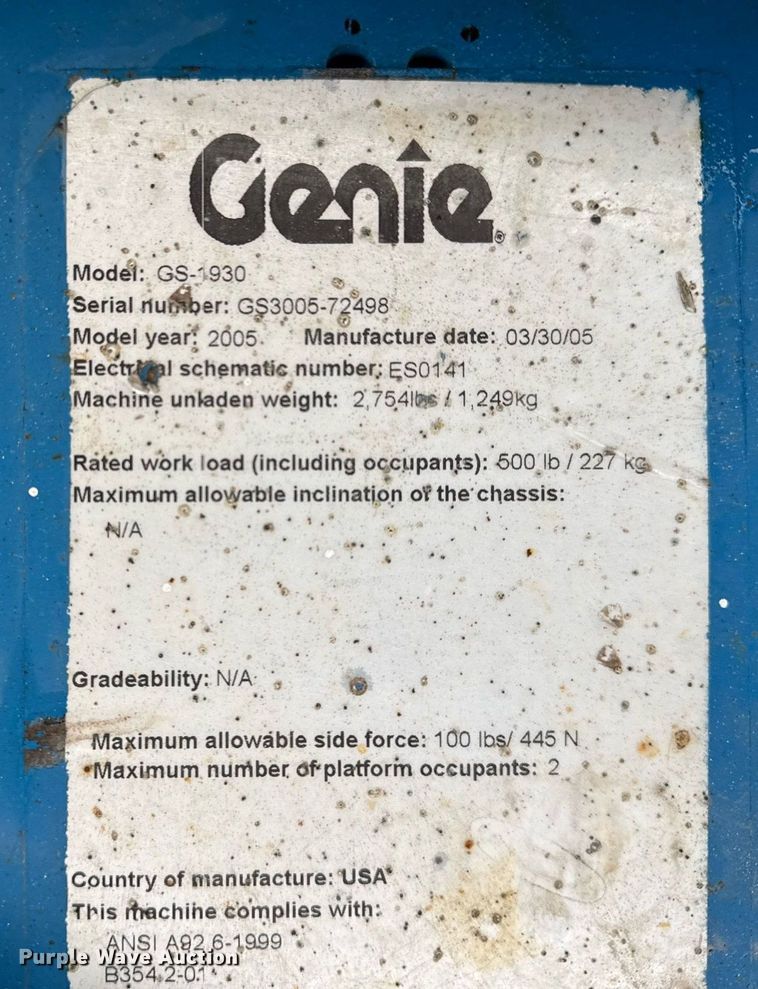 Genie®
Model: GS-1930
Serial number: GS3005-72498
Model year: 2005 Manufacture date: 03/30/05
Electrical schematic number: ES0141
Machine unladen weight: 2,754lbs / 1,249kg
Rated work load (including occupants): 500 lb / 227 kg
Maximum allowable inclination of the chassis:
N/A
Gradeability: N/A
Maximum allowable side force: 100 lbs/ 445 N
Maximum number of platform occupants: 2
Country of manufacture: USA
This machine complies with:
ANSI A92.6-1999
Purple Wave Auction
B354.2-01